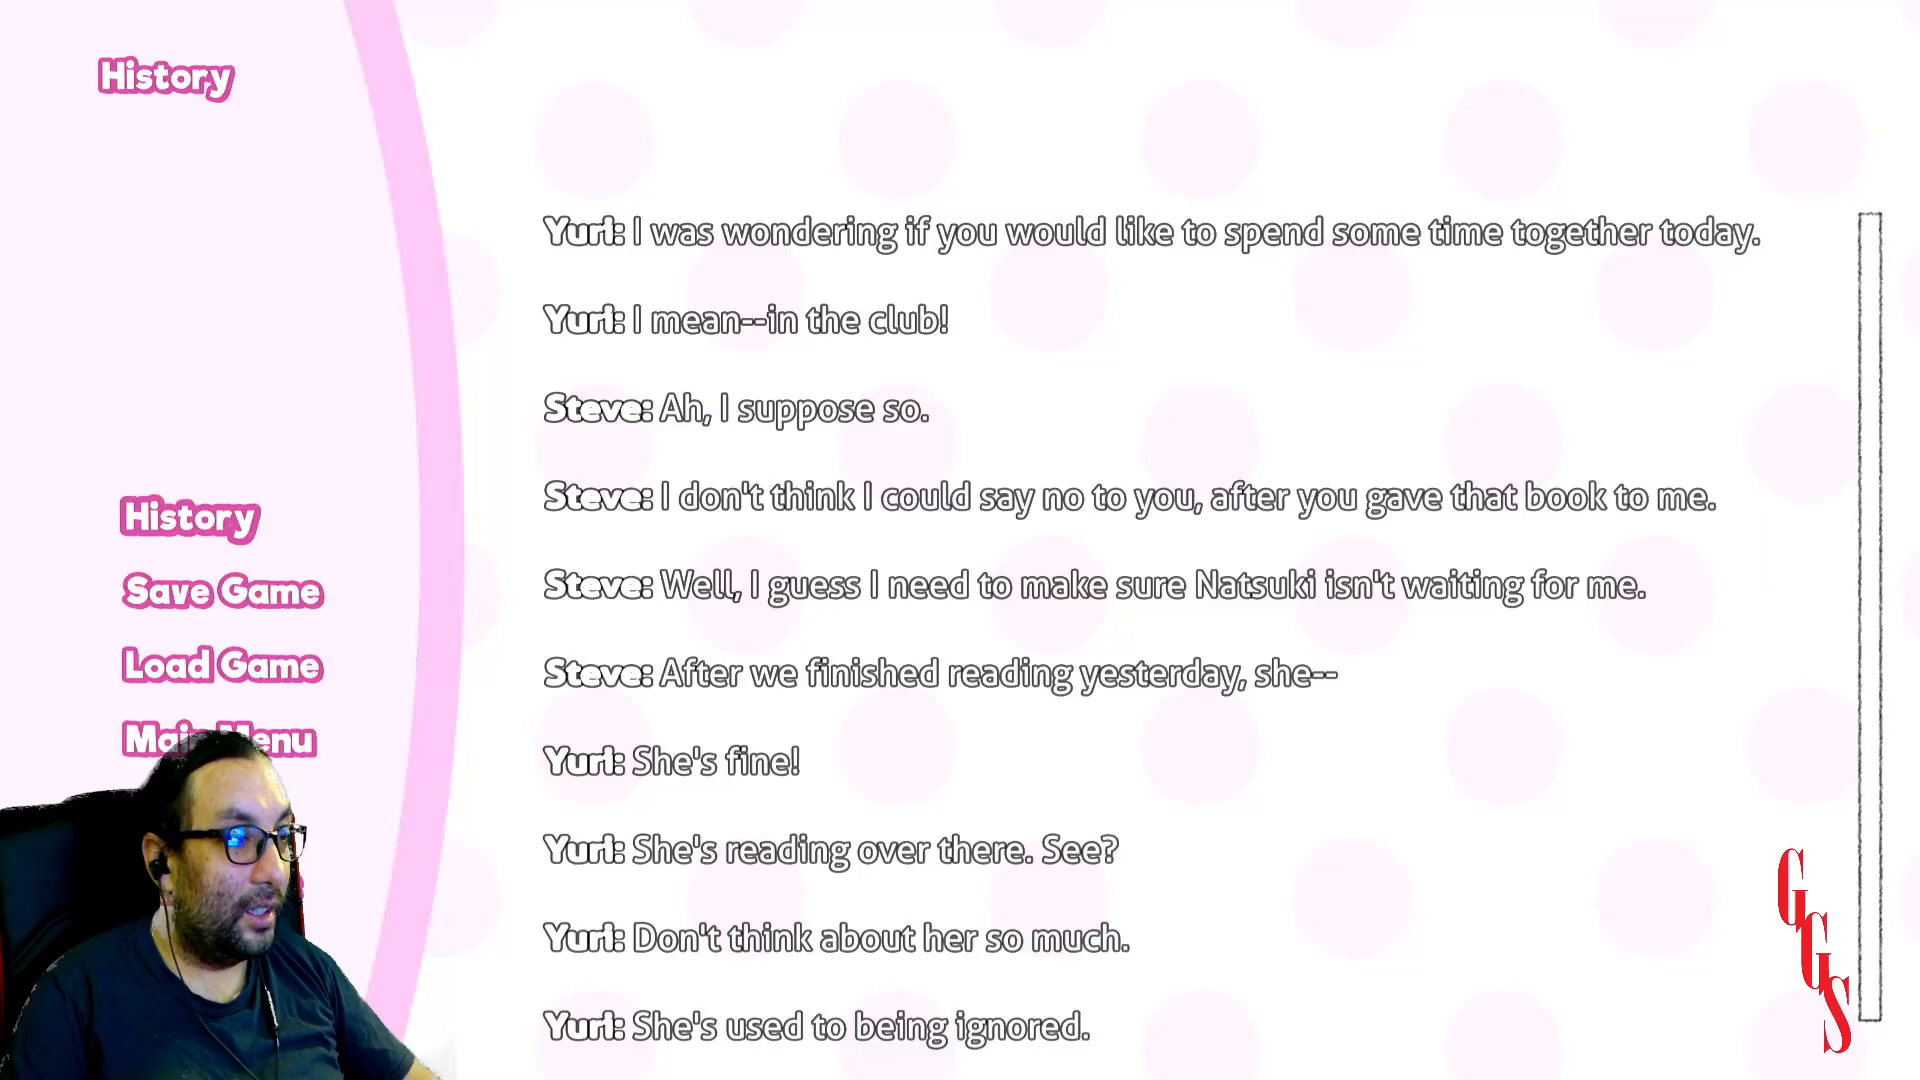 History
Yuri: I was wondering if you would like to spend some time together today.
Yuri: I mean--in the club!
Steve: Ah, I suppose so.
Steve: I don't think I could say no to you, after you gave that book to me.
Steve: Well, I guess I need to make sure Natsuki isn't waiting for me.
Steve: After we finished reading yesterday, she--
Yuri: She's fine!
Yuri: She's reading over there. See?
Yuri: Don't think about her so much.
Yuri: She's used to being ignored.
History
Save Game
Load Game
Main Menu
GGS